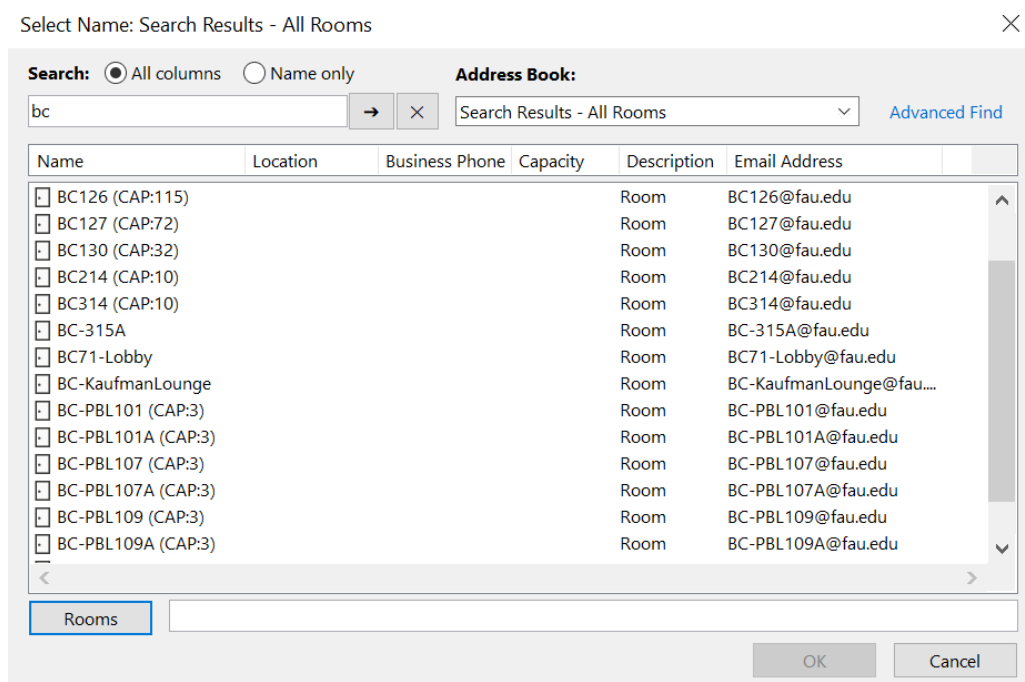 Select Name: Search Results - All Rooms
Search: All columns Name only Address Book:
bc Search Results - All Rooms Advanced Find
Name Location Business Phone Capacity Description Email Address
BC126 (CAP:115) Room BC126@fau.edu
BC127 (CAP:72) Room BC127@fau.edu
BC130 (CAP:32) Room BC130@fau.edu
BC214 (CAP:10) Room BC214@fau.edu
BC314 (CAP:10) Room BC314@fau.edu
BC-315A Room BC-315A@fau.edu
BC71-Lobby Room BC71-Lobby@fau.edu
BC-KaufmanLounge Room BC-KaufmanLounge@fau....
BC-PBL101 (CAP:3) Room BC-PBL101@fau.edu
BC-PBL101A (CAP:3) Room BC-PBL101A@fau.edu
BC-PBL107 (CAP:3) Room BC-PBL107@fau.edu
BC-PBL107A (CAP:3) Room BC-PBL107A@fau.edu
BC-PBL109 (CAP:3) Room BC-PBL109@fau.edu
BC-PBL109A (CAP:3) Room BC-PBL109A@fau.edu
Rooms
OK Cancel